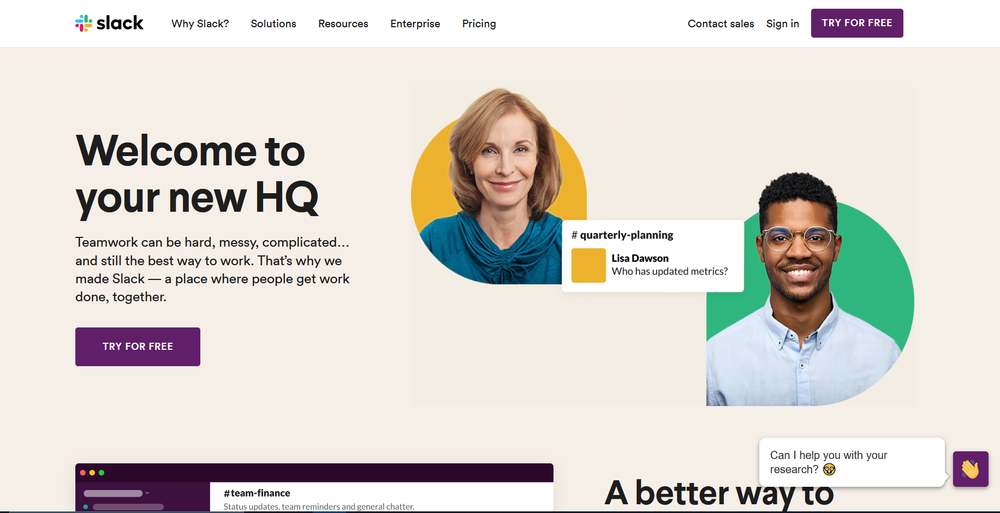 slack
Why Slack?
Solutions
Resources
Enterprise
Pricing
Contact sales
Sign in
TRY FOR FREE
Welcome to
your new HQ
Teamwork can be hard, messy, complicated…
and still the best way to work. That’s why we
made Slack — a place where people get work
done, together.
TRY FOR FREE
# quarterly-planning
Lisa Dawson
Who has updated metrics?
#team-finance
Status updates, team reminders and general chatter.
A better way to
Can I help you with your
research? 🤓